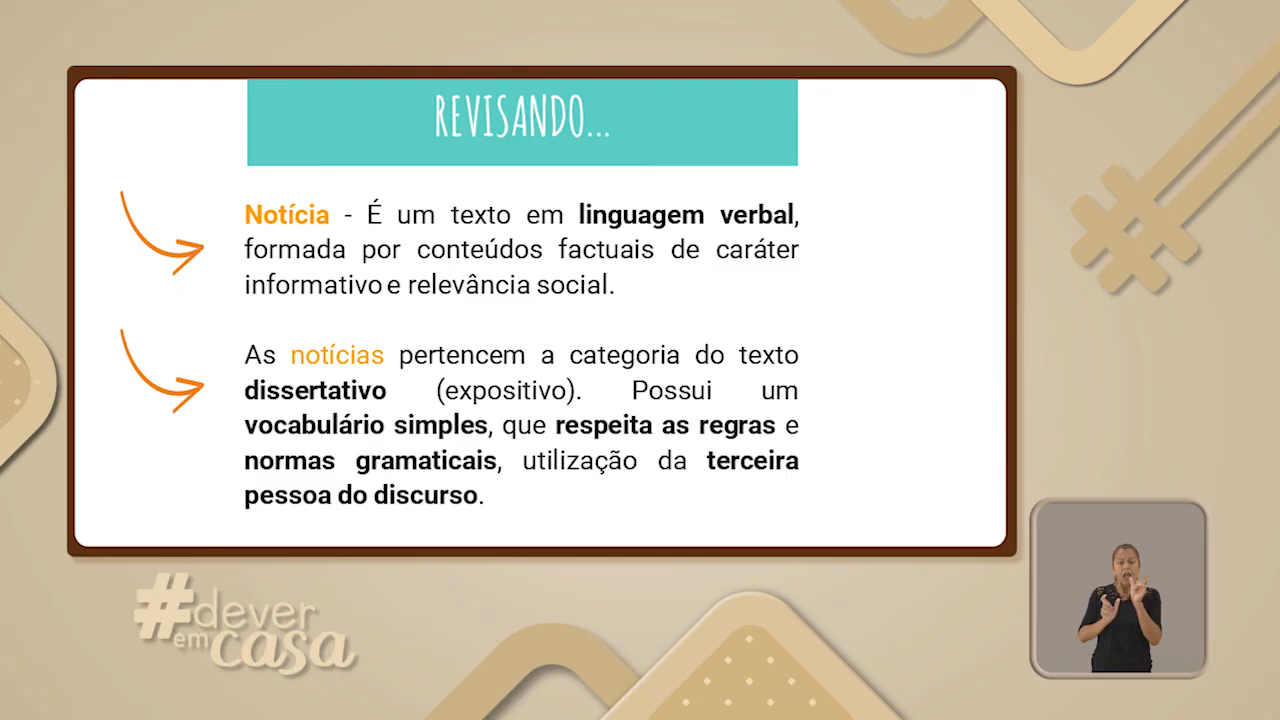 REVISANDO...
Notícia - É um texto em linguagem verbal,
formada por conteúdos factuais de caráter
informativo e relevância social.
As notícias pertencem a categoria do texto
dissertativo (expositivo). Possui um
vocabulário simples, que respeita as regras e
normas gramaticais, utilização da terceira
pessoa do discurso.
#dever
em casa